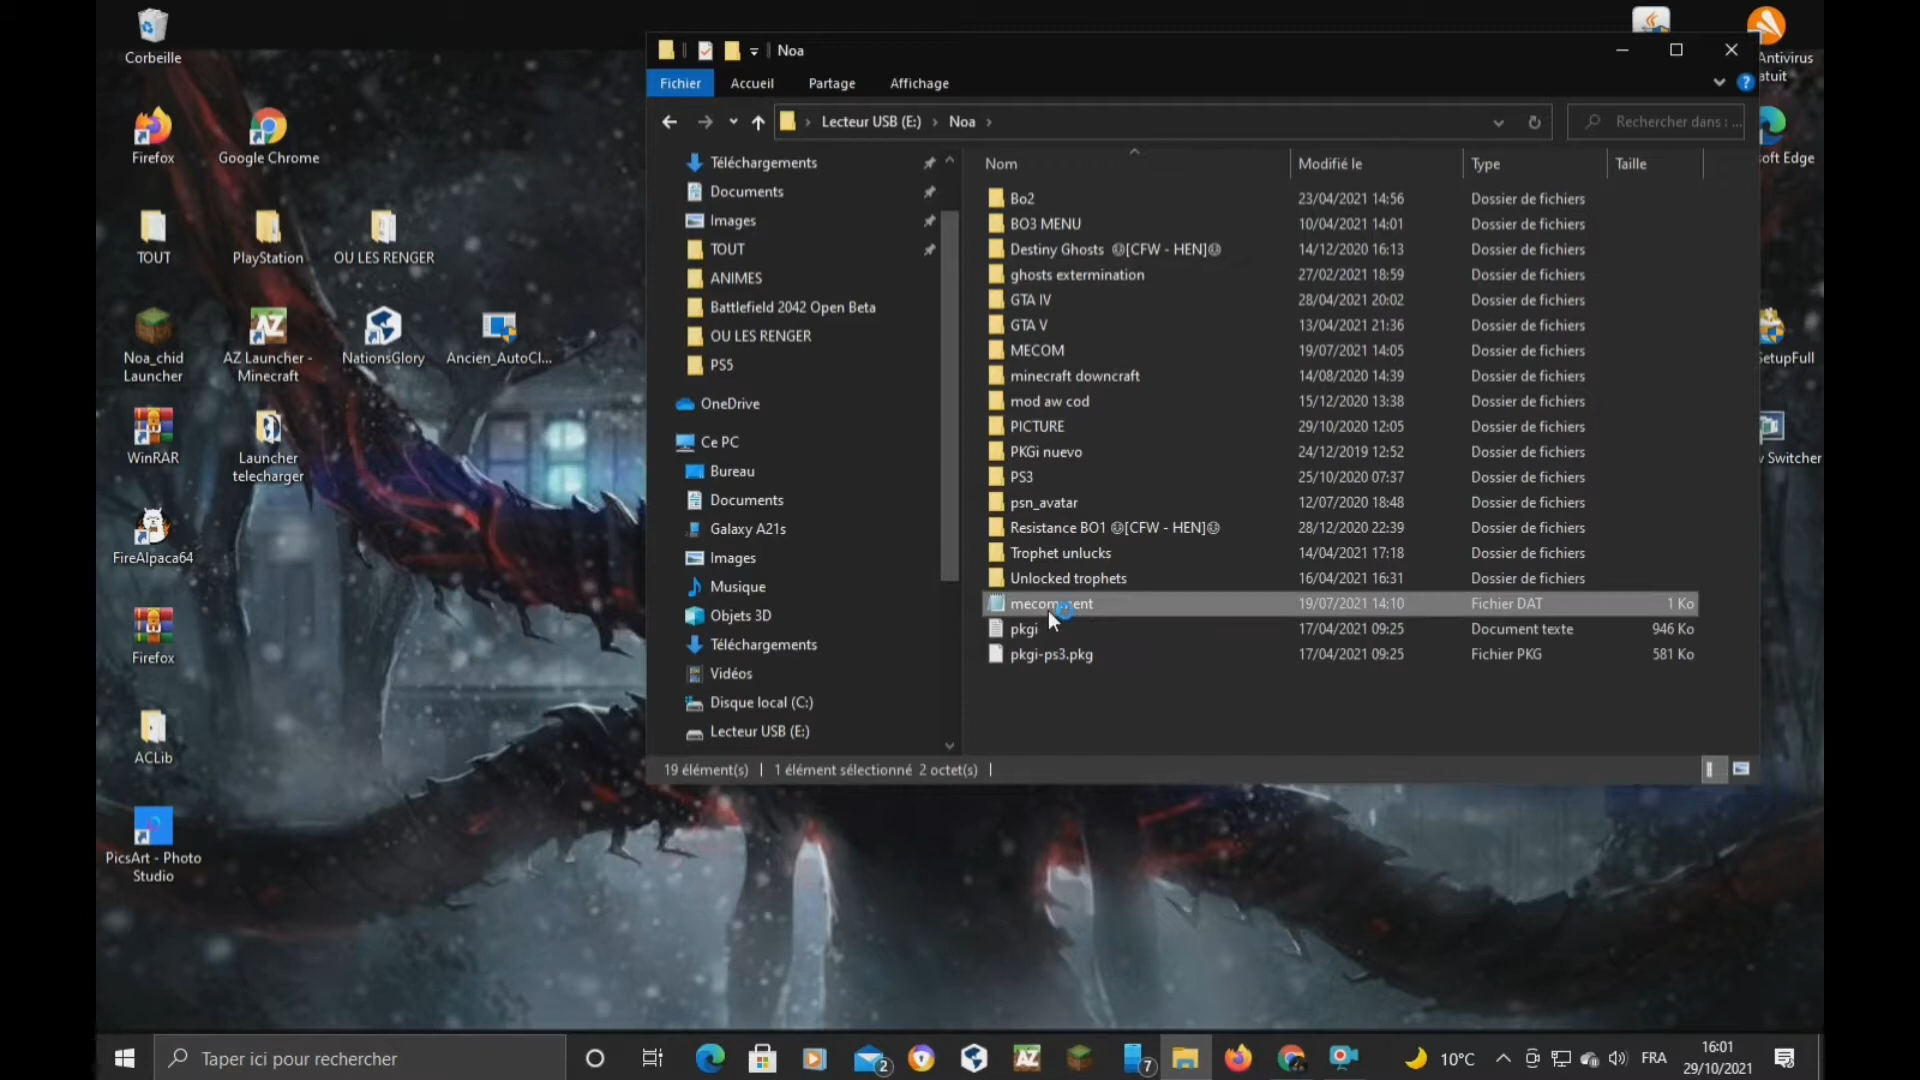 Corbeille
Firefox
Google Chrome
TOUT
PlayStation
OU LES RENGER
Noa_chid
Launcher
AZ Launcher -
Minecraft
NationsGlory
Ancien_AutoCl...
WinRAR
Launcher
telecharger
FireAlpaca64
Firefox
ACLib
PicsArt - Photo
Studio
Noa
Fichier
Accueil
Partage
Affichage
Lecteur USB (E:) > Noa >
Rechercher dans : ...
Téléchargements
Documents
Images
TOUT
ANIMES
Battlefield 2042 Open Beta
OU LES RENGER
PS5
OneDrive
Ce PC
Bureau
Documents
Galaxy A21s
Images
Musique
Objets 3D
Téléchargements
Vidéos
Disque local (C:)
Lecteur USB (E:)
Nom Modifié le Type Taille
Bo2 23/04/2021 14:56 Dossier de fichiers
BO3 MENU 10/04/2021 14:01 Dossier de fichiers
Destiny Ghosts ☺[CFW - HEN]☺ 14/12/2020 16:13 Dossier de fichiers
ghosts extermination 27/02/2021 18:59 Dossier de fichiers
GTA IV 28/04/2021 20:02 Dossier de fichiers
GTA V 13/04/2021 21:36 Dossier de fichiers
MECOM 19/07/2021 14:05 Dossier de fichiers
minecraft downcraft 14/08/2020 14:39 Dossier de fichiers
mod aw cod 15/12/2020 13:38 Dossier de fichiers
PICTURE 29/10/2020 12:05 Dossier de fichiers
PKGi nuevo 24/12/2019 12:52 Dossier de fichiers
PS3 25/10/2020 07:37 Dossier de fichiers
psn_avatar 12/07/2020 18:48 Dossier de fichiers
Resistance BO1 ☺[CFW - HEN]☺ 28/12/2020 22:39 Dossier de fichiers
Trophet unlucks 14/04/2021 17:18 Dossier de fichiers
Unlocked trophets 16/04/2021 16:31 Dossier de fichiers
19/07/2021 14:10 Fichier DAT 1 Ko
pkgi 17/04/2021 09:25 Document texte 946 Ko
pkgi-ps3.pkg 17/04/2021 09:25 Fichier PKG 581 Ko
19 élément(s) 1 élément sélectionné 2 octet(s)
Antivirus
atuit
soft Edge
SetupFull
Switcher
Taper ici pour rechercher
AZ
2
7
10°C
FRA
16:01
29/10/2021